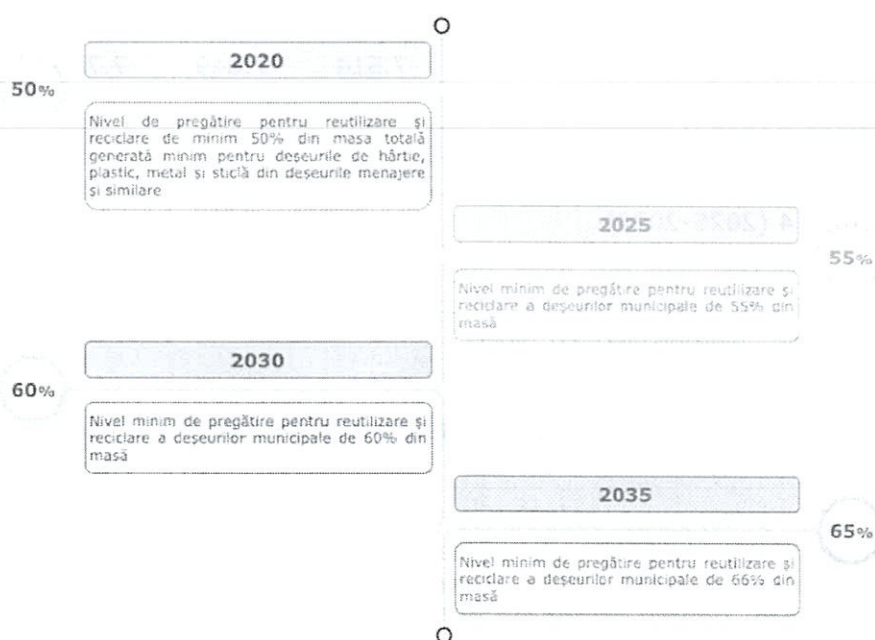 2020
50%
Nivel de pregătire pentru reutilizare și
reciclare de minim 50% din masa totală
generată minim pentru deșeurile de hârtie,
plastic, metal și sticlă din deșeurile menajere
și similare
2025
55%
Nivel minim de pregătire pentru reutilizare și
reciclare a deșeurilor municipale de 55% din
masă
2030
60%
Nivel minim de pregătire pentru reutilizare și
reciclare a deșeurilor municipale de 60% din
masă
2035
65%
Nivel minim de pregătire pentru reutilizare și
reciclare a deșeurilor municipale de 66% din
masă